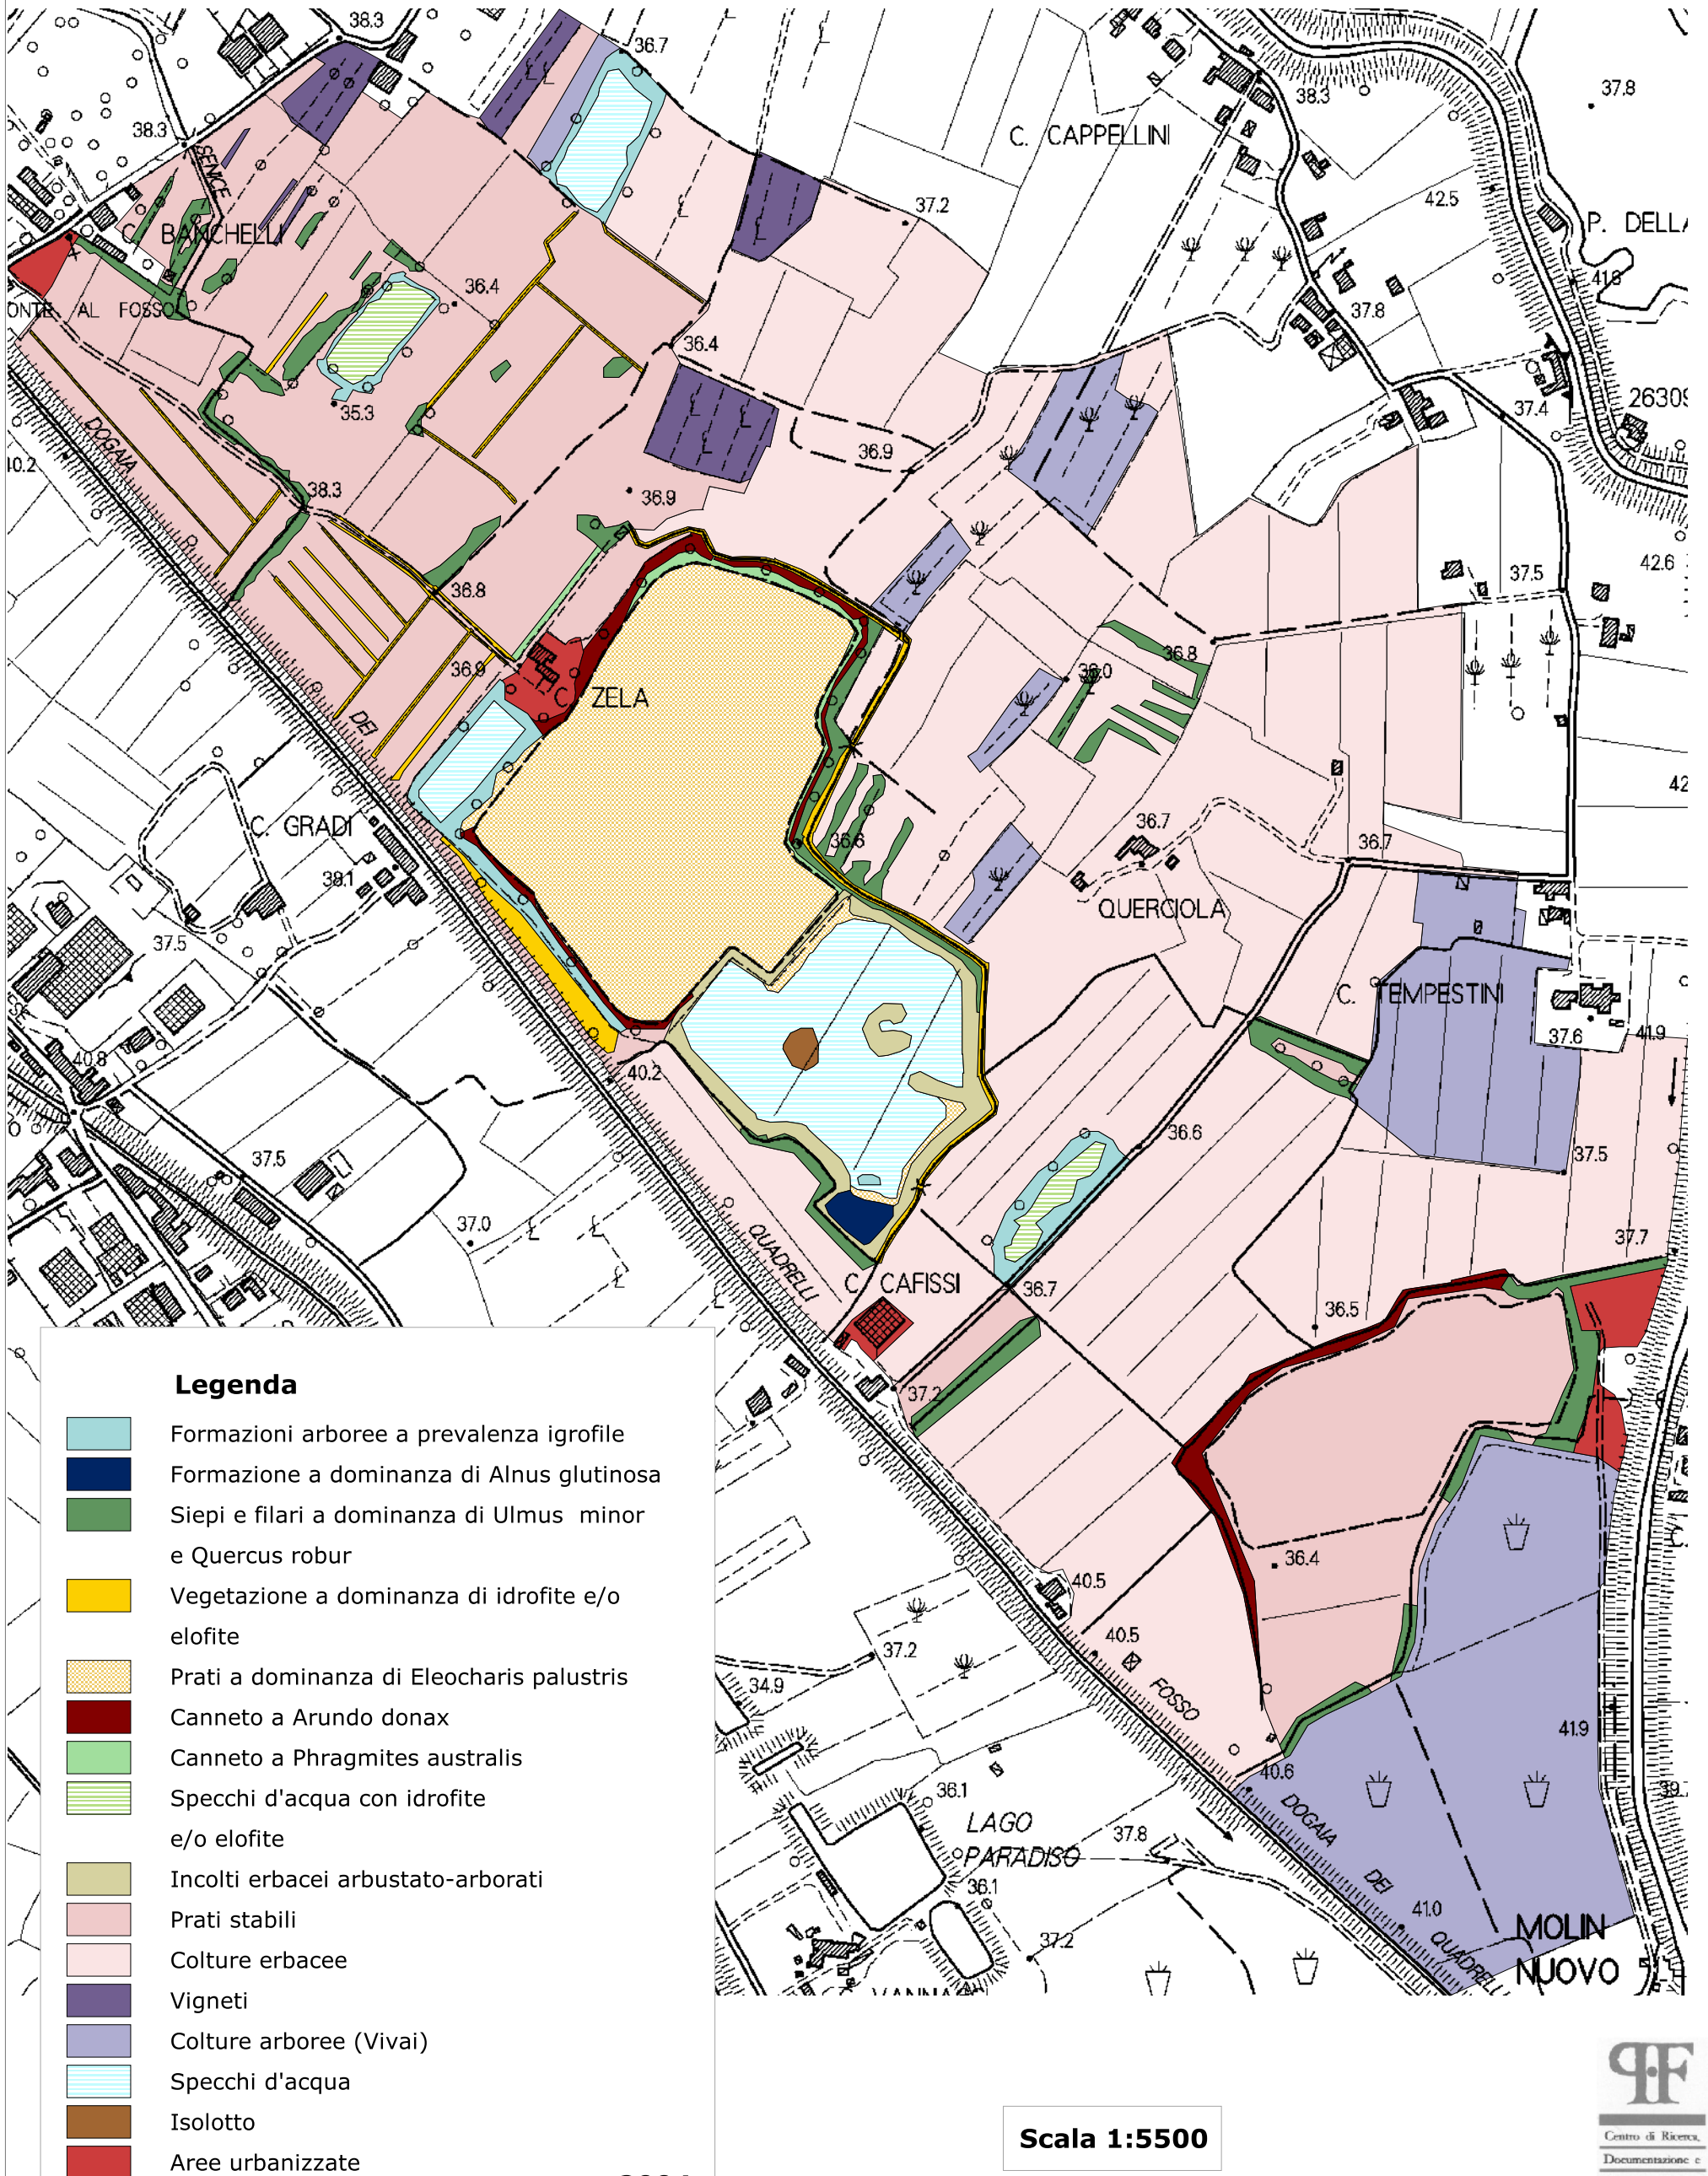 38.3
36.7
38.3
37.8
C. CAPPELLINI
38.3
SENCE
42.5
37.2
P. DELLA
C. BANCHELLI
36.4
ONTE AL FOSSO
37.8
36.4
35.3
37.4
26309
DOGAIA
36.9
10.2
38.3
36.9
42.6
37.5
36.8
36.8
36.9
C. ZELA
DEI
42
C. GRADI
36.6
36.7
36.7
38.1
QUERCIOLA
37.5
C. TEMPESTINI
37.6
41.9
40.8
40.2
36.6
37.5
37.5
37.0
QUADRELLI
37.7
C. CAFISSI
36.7
36.5
37.2
36.4
40.5
40.5
37.2
34.9
FOSSO
41.9
40.6
36.1
DOGAIA
LAGO
PARADISO
37.8
36.1
DEI
41.0
37.2
QUADRELLI
MOLIN
NUOVO
Legenda
Formazioni arboree a prevalenza igrofile
Formazione a dominanza di Alnus glutinosa
Siepi e filari a dominanza di Ulmus minor
e Quercus robur
Vegetazione a dominanza di idrofite e/o
elofite
Prati a dominanza di Eleocharis palustris
Canneto a Arundo donax
Canneto a Phragmites australis
Specchi d'acqua con idrofite
e/o elofite
Incolti erbacei arbustato-arborati
Prati stabili
Colture erbacee
Vigneti
Colture arboree (Vivai)
Specchi d'acqua
Isolotto
Aree urbanizzate
Scala 1:5500
Centro di Ricerca,
Documentazione e